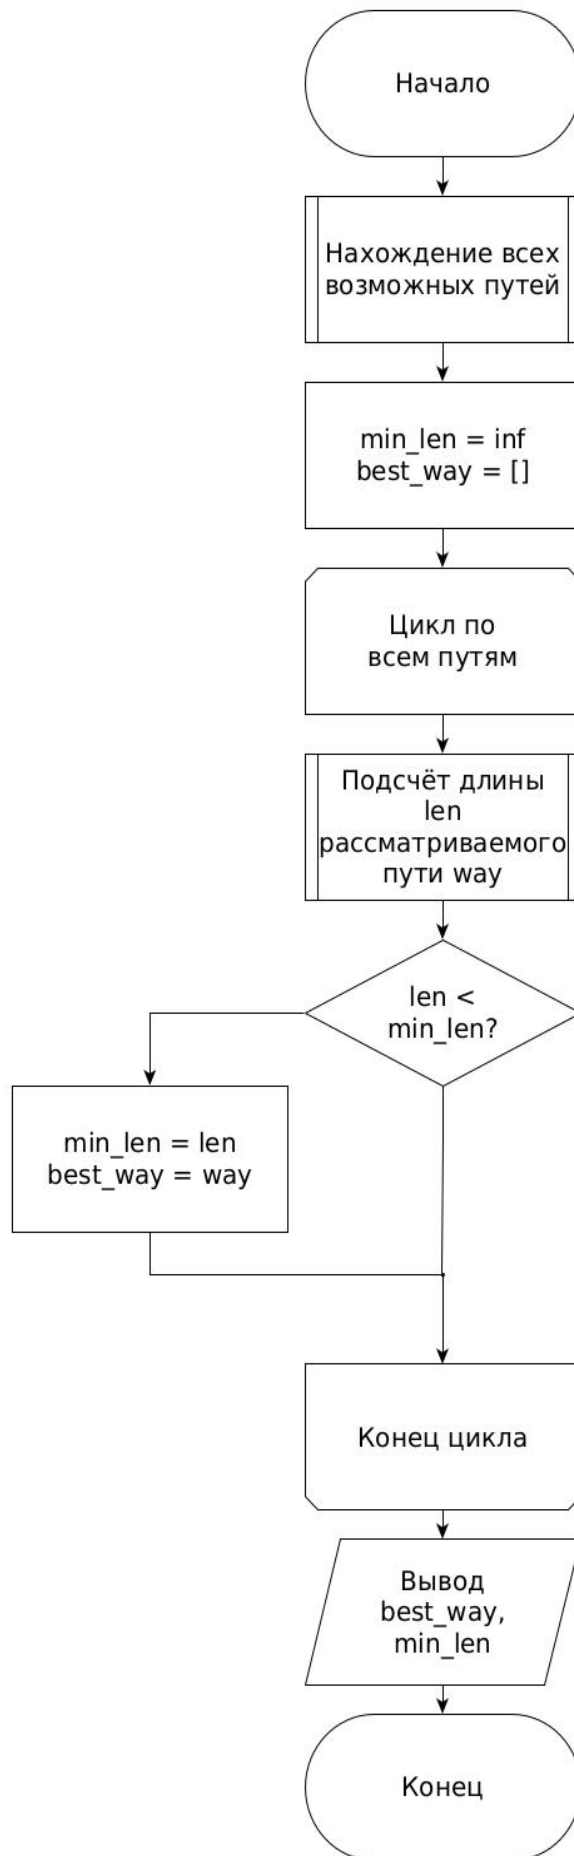 Начало
Нахождение всех
возможных путей
min_len = inf
best_way = []
Цикл по
всем путям
Подсчёт длины
len
рассматриваемого
пути way
len <
min_len?
min_len = len
best_way = way
Конец цикла
Вывод
best_way,
min_len
Конец